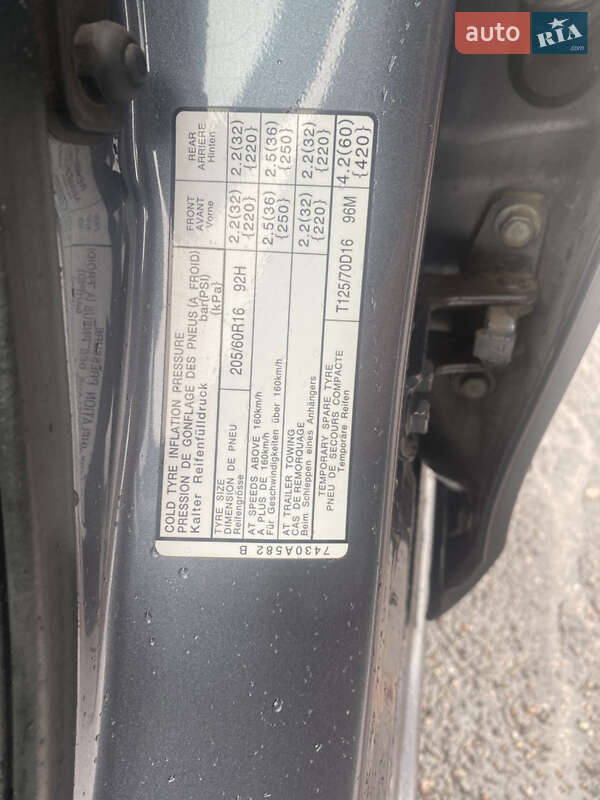 auto RIA .com
COLD TYRE INFLATION PRESSURE
PRESSION DE GONFLAGE DES PNEUS (A FROID)
Kalter Reifenfülldruck bar(PSI)
{kPa}
FRONT
AVANT
Vorne
REAR
ARRIERE
Hinten
TYRE SIZE
DIMENSION DE PNEU
Reifengrösse
205/60R16 92H
2.2(32)
{220}
2.2(32)
{220}
AT SPEEDS ABOVE 160km/h
A PLUS DE 160km/h
Für Geschwindigkeiten über 160km/h
2.5(36)
{250}
2.5(36)
{250}
AT TRAILER TOWING
CAS DE REMORQUAGE
Beim Schleppen eines Anhängers
2.2(32)
{220}
2.2(32)
{220}
TEMPORARY SPARE TYRE
PNEU DE SECOURS COMPACTE
Temporäre Reifen
T125/70D16 96M
4.2(60)
{420}
7430A582 B